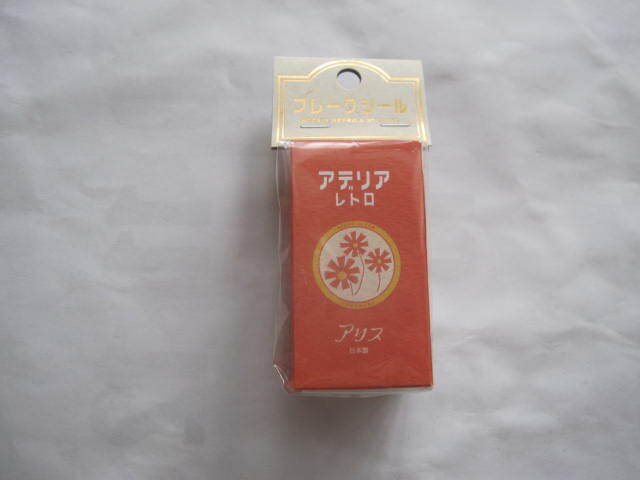 フレークシール
アデリア
レトロ
アリス
日本製